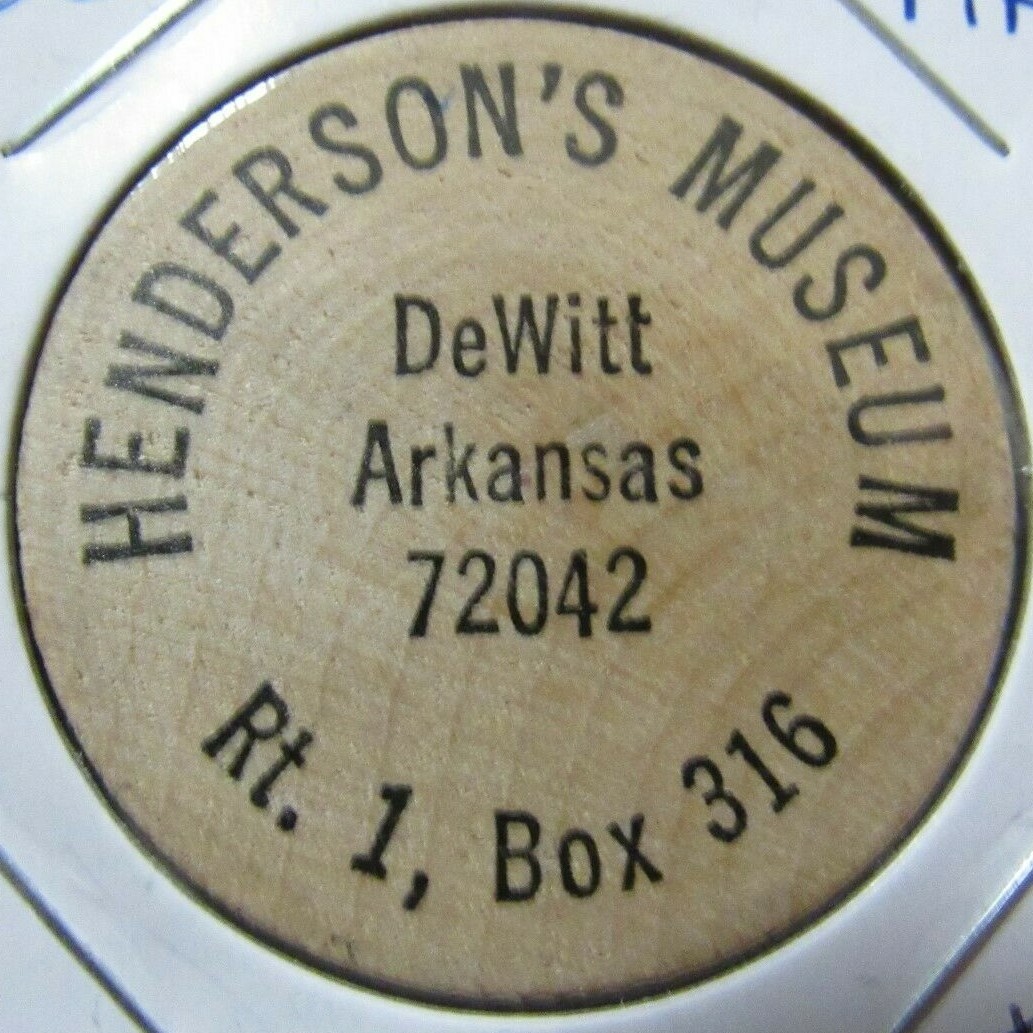 HENDERSON'S MUSEUM
DeWitt
Arkansas
72042
Rt. 1, Box 316